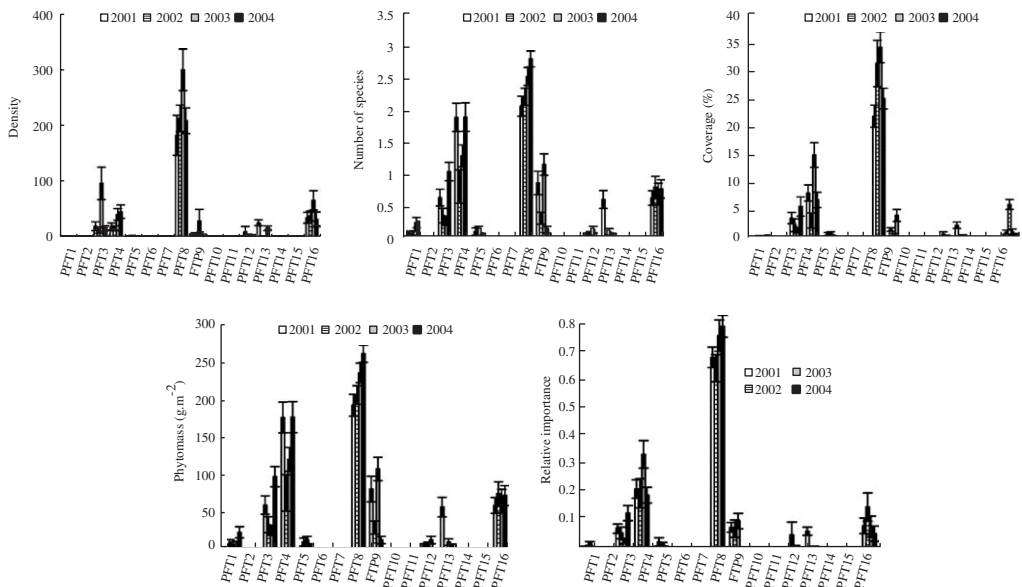 2001 2002 2003 2004
400
300
200
100
0
Density
PFT1 PFT2 PFT3 PFT4 PFT5 PFT6 PFT7 PFT8 FTP9 PFT10 PFT11 PFT12 PFT13 PFT14 PFT15 PFT16
2001 2002 2003 2004
3.5
3
2.5
2
1.5
1
0.5
0
Number of species
PFT1 PFT2 PFT3 PFT4 PFT5 PFT6 PFT7 PFT8 FTP9 PFT10 PFT11 PFT12 PFT13 PFT14 PFT15 PFT16
2001 2002 2003 2004
35
30
25
20
15
10
5
0
Coverage (%)
PFT1 PFT2 PFT3 PFT4 PFT5 PFT6 PFT7 PFT8 FTP9 PFT10 PFT11 PFT12 PFT13 PFT14 PFT15 PFT16
2001 2002 2003 2004
300
250
200
150
100
50
0
Phytomass (g.m-2)
PFT1 PFT2 PFT3 PFT4 PFT5 PFT6 PFT7 PFT8 FTP9 PFT10 PFT11 PFT12 PFT13 PFT14 PFT15 PFT16
0.8
0.7
0.6
0.5
0.4
0.3
0.2
0.1
Relative importance
2001 2003
2002 2004
PFT1 PFT2 PFT3 PFT4 PFT5 PFT6 PFT7 PFT8 FTP9 PFT10 PFT11 PFT12 PFT13 PFT14 PFT15 PFT16